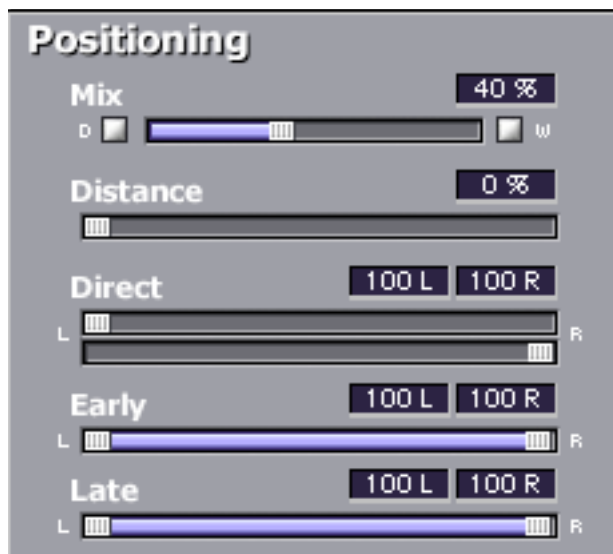 Positioning
Mix 40 %
D W
Distance 0 %
Direct 100 L 100 R
L R
Early 100 L 100 R
L R
Late 100 L 100 R
L R